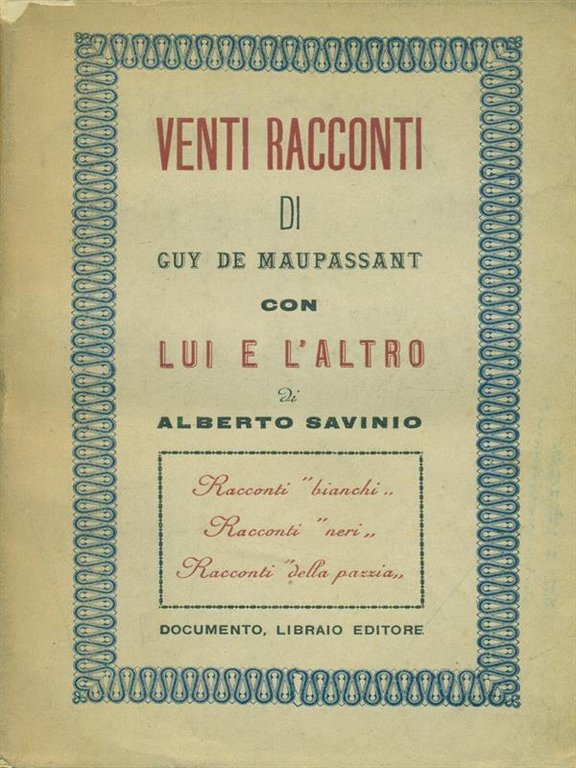 VENTI RACCONTI
DI
GUY DE MAUPASSANT
CON
LUI E L'ALTRO
di
ALBERTO SAVINIO
Racconti "bianchi„
Racconti "neri„
Racconti "della pazzia„
DOCUMENTO, LIBRAIO EDITORE